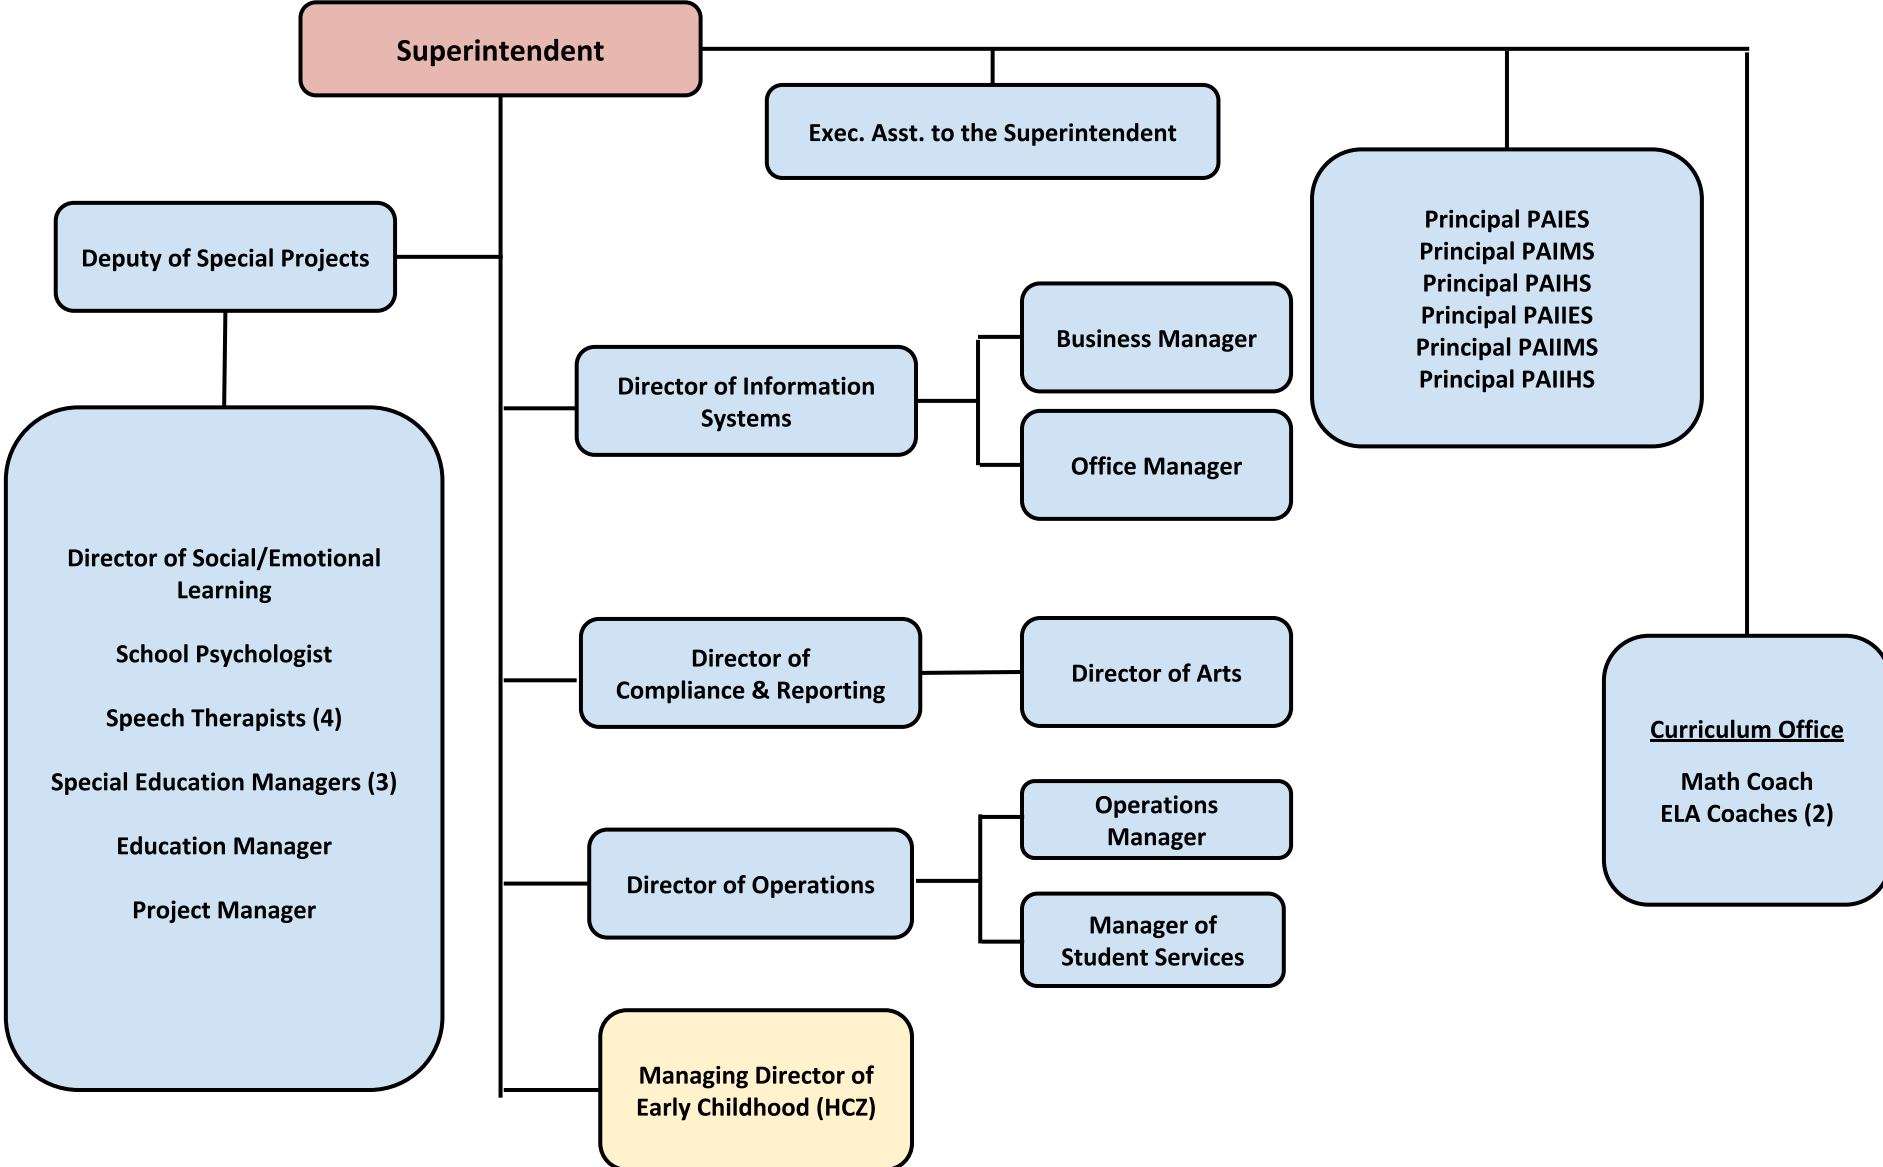 Superintendent
Exec. Asst. to the Superintendent
Principal PAIES
Principal PAIMS
Principal PAIHS
Principal PAIIES
Principal PAIIMS
Principal PAIIHS
Deputy of Special Projects
Director of Information
Systems
Business Manager
Office Manager
Director of Social/Emotional
Learning
School Psychologist
Speech Therapists (4)
Special Education Managers (3)
Education Manager
Project Manager
Director of
Compliance & Reporting
Director of Arts
Curriculum Office
Math Coach
ELA Coaches (2)
Director of Operations
Operations
Manager
Manager of
Student Services
Managing Director of
Early Childhood (HCZ)